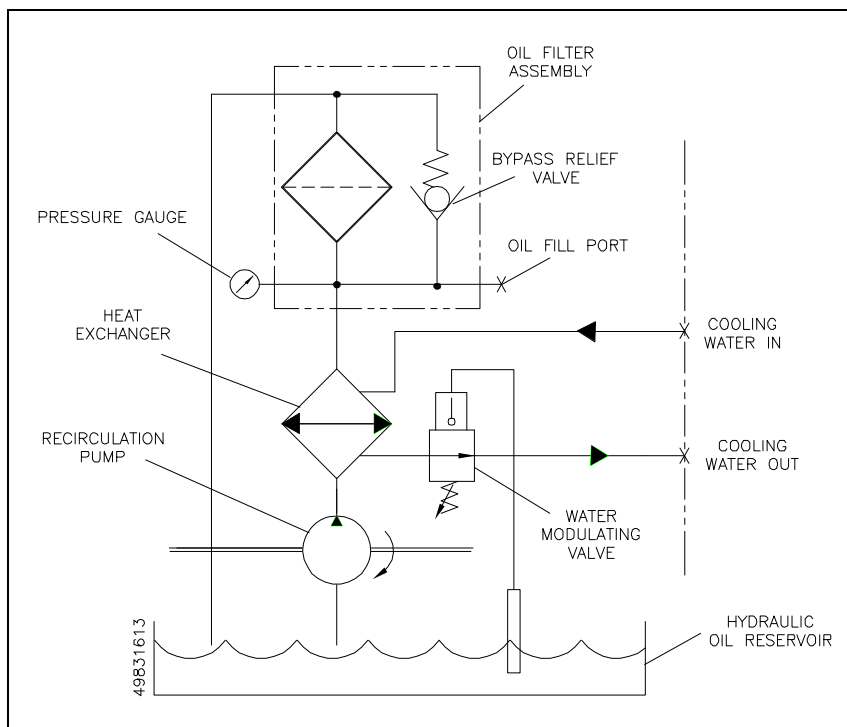 OIL FILTER
ASSEMBLY
BYPASS RELIEF
VALVE
PRESSURE GAUGE
OIL FILL PORT
HEAT
EXCHANGER
COOLING
WATER IN
RECIRCULATION
PUMP
COOLING
WATER OUT
WATER
MODULATING
VALVE
HYDRAULIC
OIL RESERVOIR
49831613